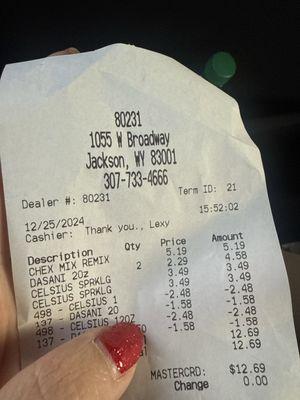 80231
1055 W Broadway
Jackson, WY 83001
307-733-4666
Dealer #: 80231 Term ID: 21
12/25/2024 15:52:02
Cashier: Thank you., Lexy
Description Qty Price Amount
CHEX MIX REMIX 5.19 5.19
DASANI 20z 2 2.29 4.58
CELSIUS SPRKLG 3.49 3.49
CELSIUS SPRKLG 3.49 3.49
498 - CELSIUS 1 -2.48 -2.48
137 - DASANI 20 -1.58 -1.58
498 - CELSIUS 12OZ -2.48 -2.48
137 - -1.58 -1.58
12.69
12.69
MASTERCRD: $12.69
Change 0.00